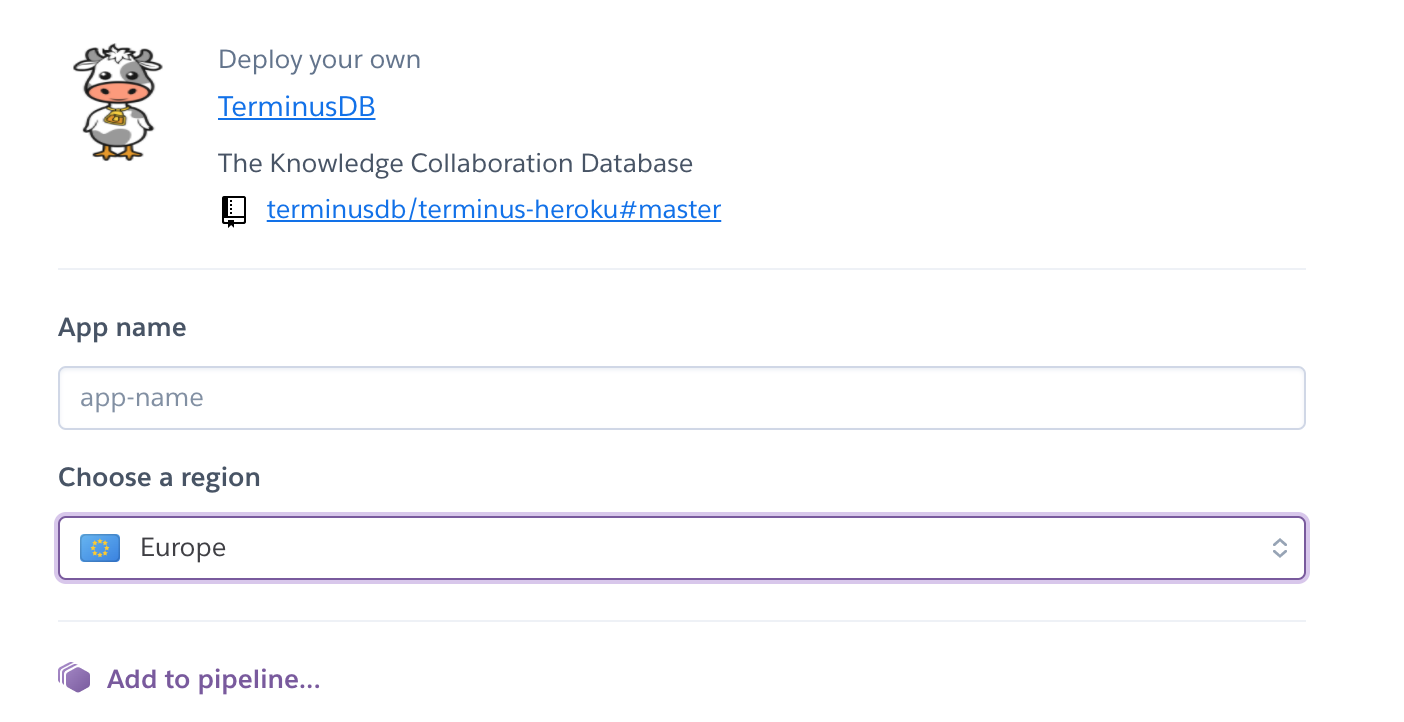 Deploy your own
TerminusDB
The Knowledge Collaboration Database
terminusdb/terminus-heroku#master
App name
app-name
Choose a region
Europe
Add to pipeline...